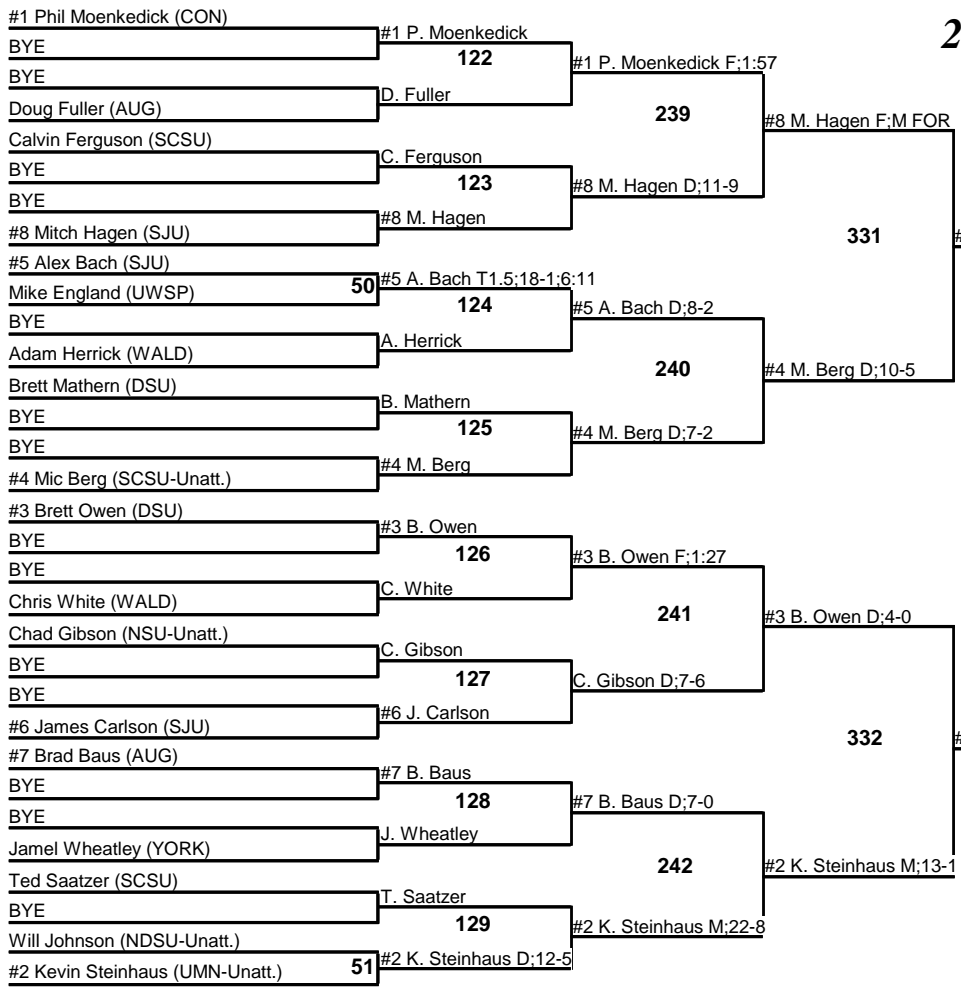 #1 Phil Moenkedick (CON)
2
#1 P. Moenkedick
BYE
122
#1 P. Moenkedick F;1:57
BYE
D. Fuller
Doug Fuller (AUG)
239
#8 M. Hagen F;M FOR
Calvin Ferguson (SCSU)
C. Ferguson
BYE
123
#8 M. Hagen D;11-9
BYE
#8 M. Hagen
#8 Mitch Hagen (SJU)
331
#
#5 Alex Bach (SJU)
50
#5 A. Bach T1.5;18-1;6:11
Mike England (UWSP)
124
#5 A. Bach D;8-2
BYE
A. Herrick
Adam Herrick (WALD)
240
#4 M. Berg D;10-5
Brett Mathern (DSU)
B. Mathern
BYE
125
#4 M. Berg D;7-2
BYE
#4 M. Berg
#4 Mic Berg (SCSU-Unatt.)
#3 Brett Owen (DSU)
#3 B. Owen
BYE
126
#3 B. Owen F;1:27
BYE
C. White
Chris White (WALD)
241
#3 B. Owen D;4-0
Chad Gibson (NSU-Unatt.)
C. Gibson
BYE
127
C. Gibson D;7-6
BYE
#6 J. Carlson
#6 James Carlson (SJU)
332
#
#7 Brad Baus (AUG)
#7 B. Baus
BYE
128
#7 B. Baus D;7-0
BYE
J. Wheatley
Jamel Wheatley (YORK)
242
#2 K. Steinhaus M;13-1
Ted Saatzer (SCSU)
T. Saatzer
BYE
129
#2 K. Steinhaus M;22-8
Will Johnson (NDSU-Unatt.)
51
#2 K. Steinhaus D;12-5
#2 Kevin Steinhaus (UMN-Unatt.)